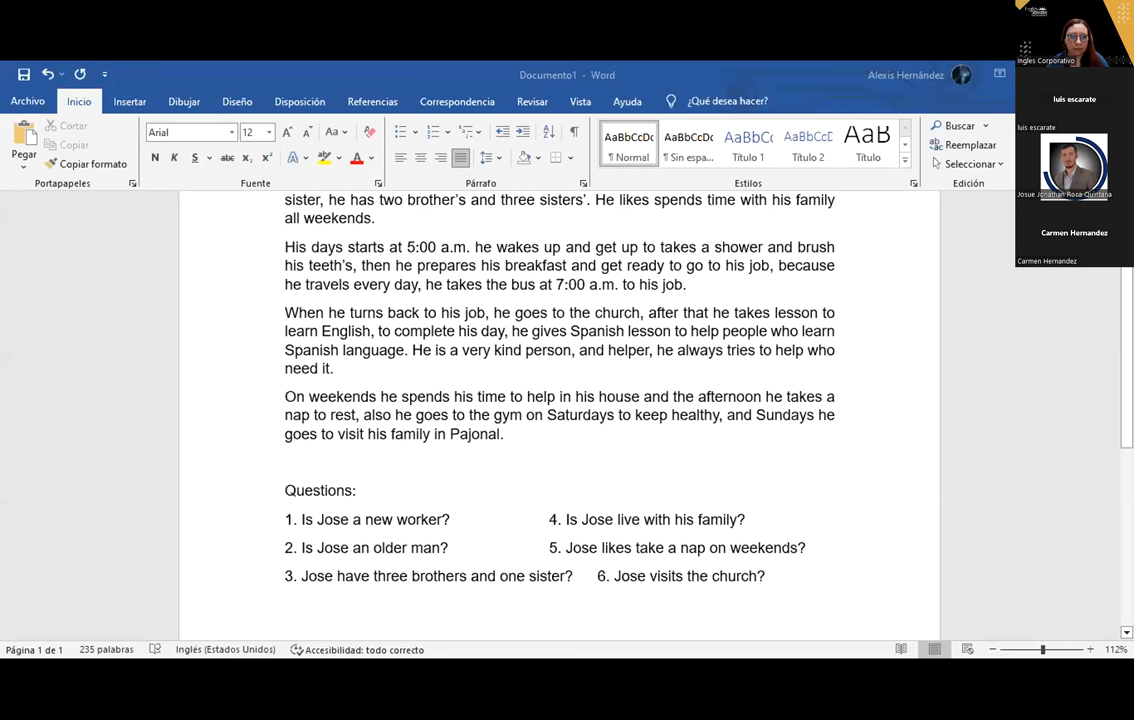 Documento1 - Word
Alexis Hernández
Archivo Inicio Insertar Dibujar Diseño Disposición Referencias Correspondencia Revisar Vista Ayuda ¿Qué desea hacer?
Pegar
Cortar
Copiar
Copiar formato
Portapapeles
Arial 12
Fuente
Párrafo
AaBbCcDc AaBbCcDc AaBbCc AaBbCcD AaB
¶ Normal ¶ Sin espa... Título 1 Título 2 Título
Estilos
Buscar
Reemplazar
Seleccionar
Edición
sister, he has two brother's and three sisters'. He likes spends time with his family
all weekends.
His days starts at 5:00 a.m. he wakes up and get up to takes a shower and brush
his teeth's, then he prepares his breakfast and get ready to go to his job, because
he travels every day, he takes the bus at 7:00 a.m. to his job.
When he turns back to his job, he goes to the church, after that he takes lesson to
learn English, to complete his day, he gives Spanish lesson to help people who learn
Spanish language. He is a very kind person, and helper, he always tries to help who
need it.
On weekends he spends his time to help in his house and the afternoon he takes a
nap to rest, also he goes to the gym on Saturdays to keep healthy, and Sundays he
goes to visit his family in Pajonal.
Questions:
1. Is Jose a new worker? 4. Is Jose live with his family?
2. Is Jose an older man? 5. Jose likes take a nap on weekends?
3. Jose have three brothers and one sister? 6. Jose visits the church?
Página 1 de 1 235 palabras Inglés (Estados Unidos) Accesibilidad: todo correcto 112%
Ingles Corporativo
luis escarate
luis escarate
Josue Jonathan Roca Quintana
Carmen Hernandez
Carmen Hernandez